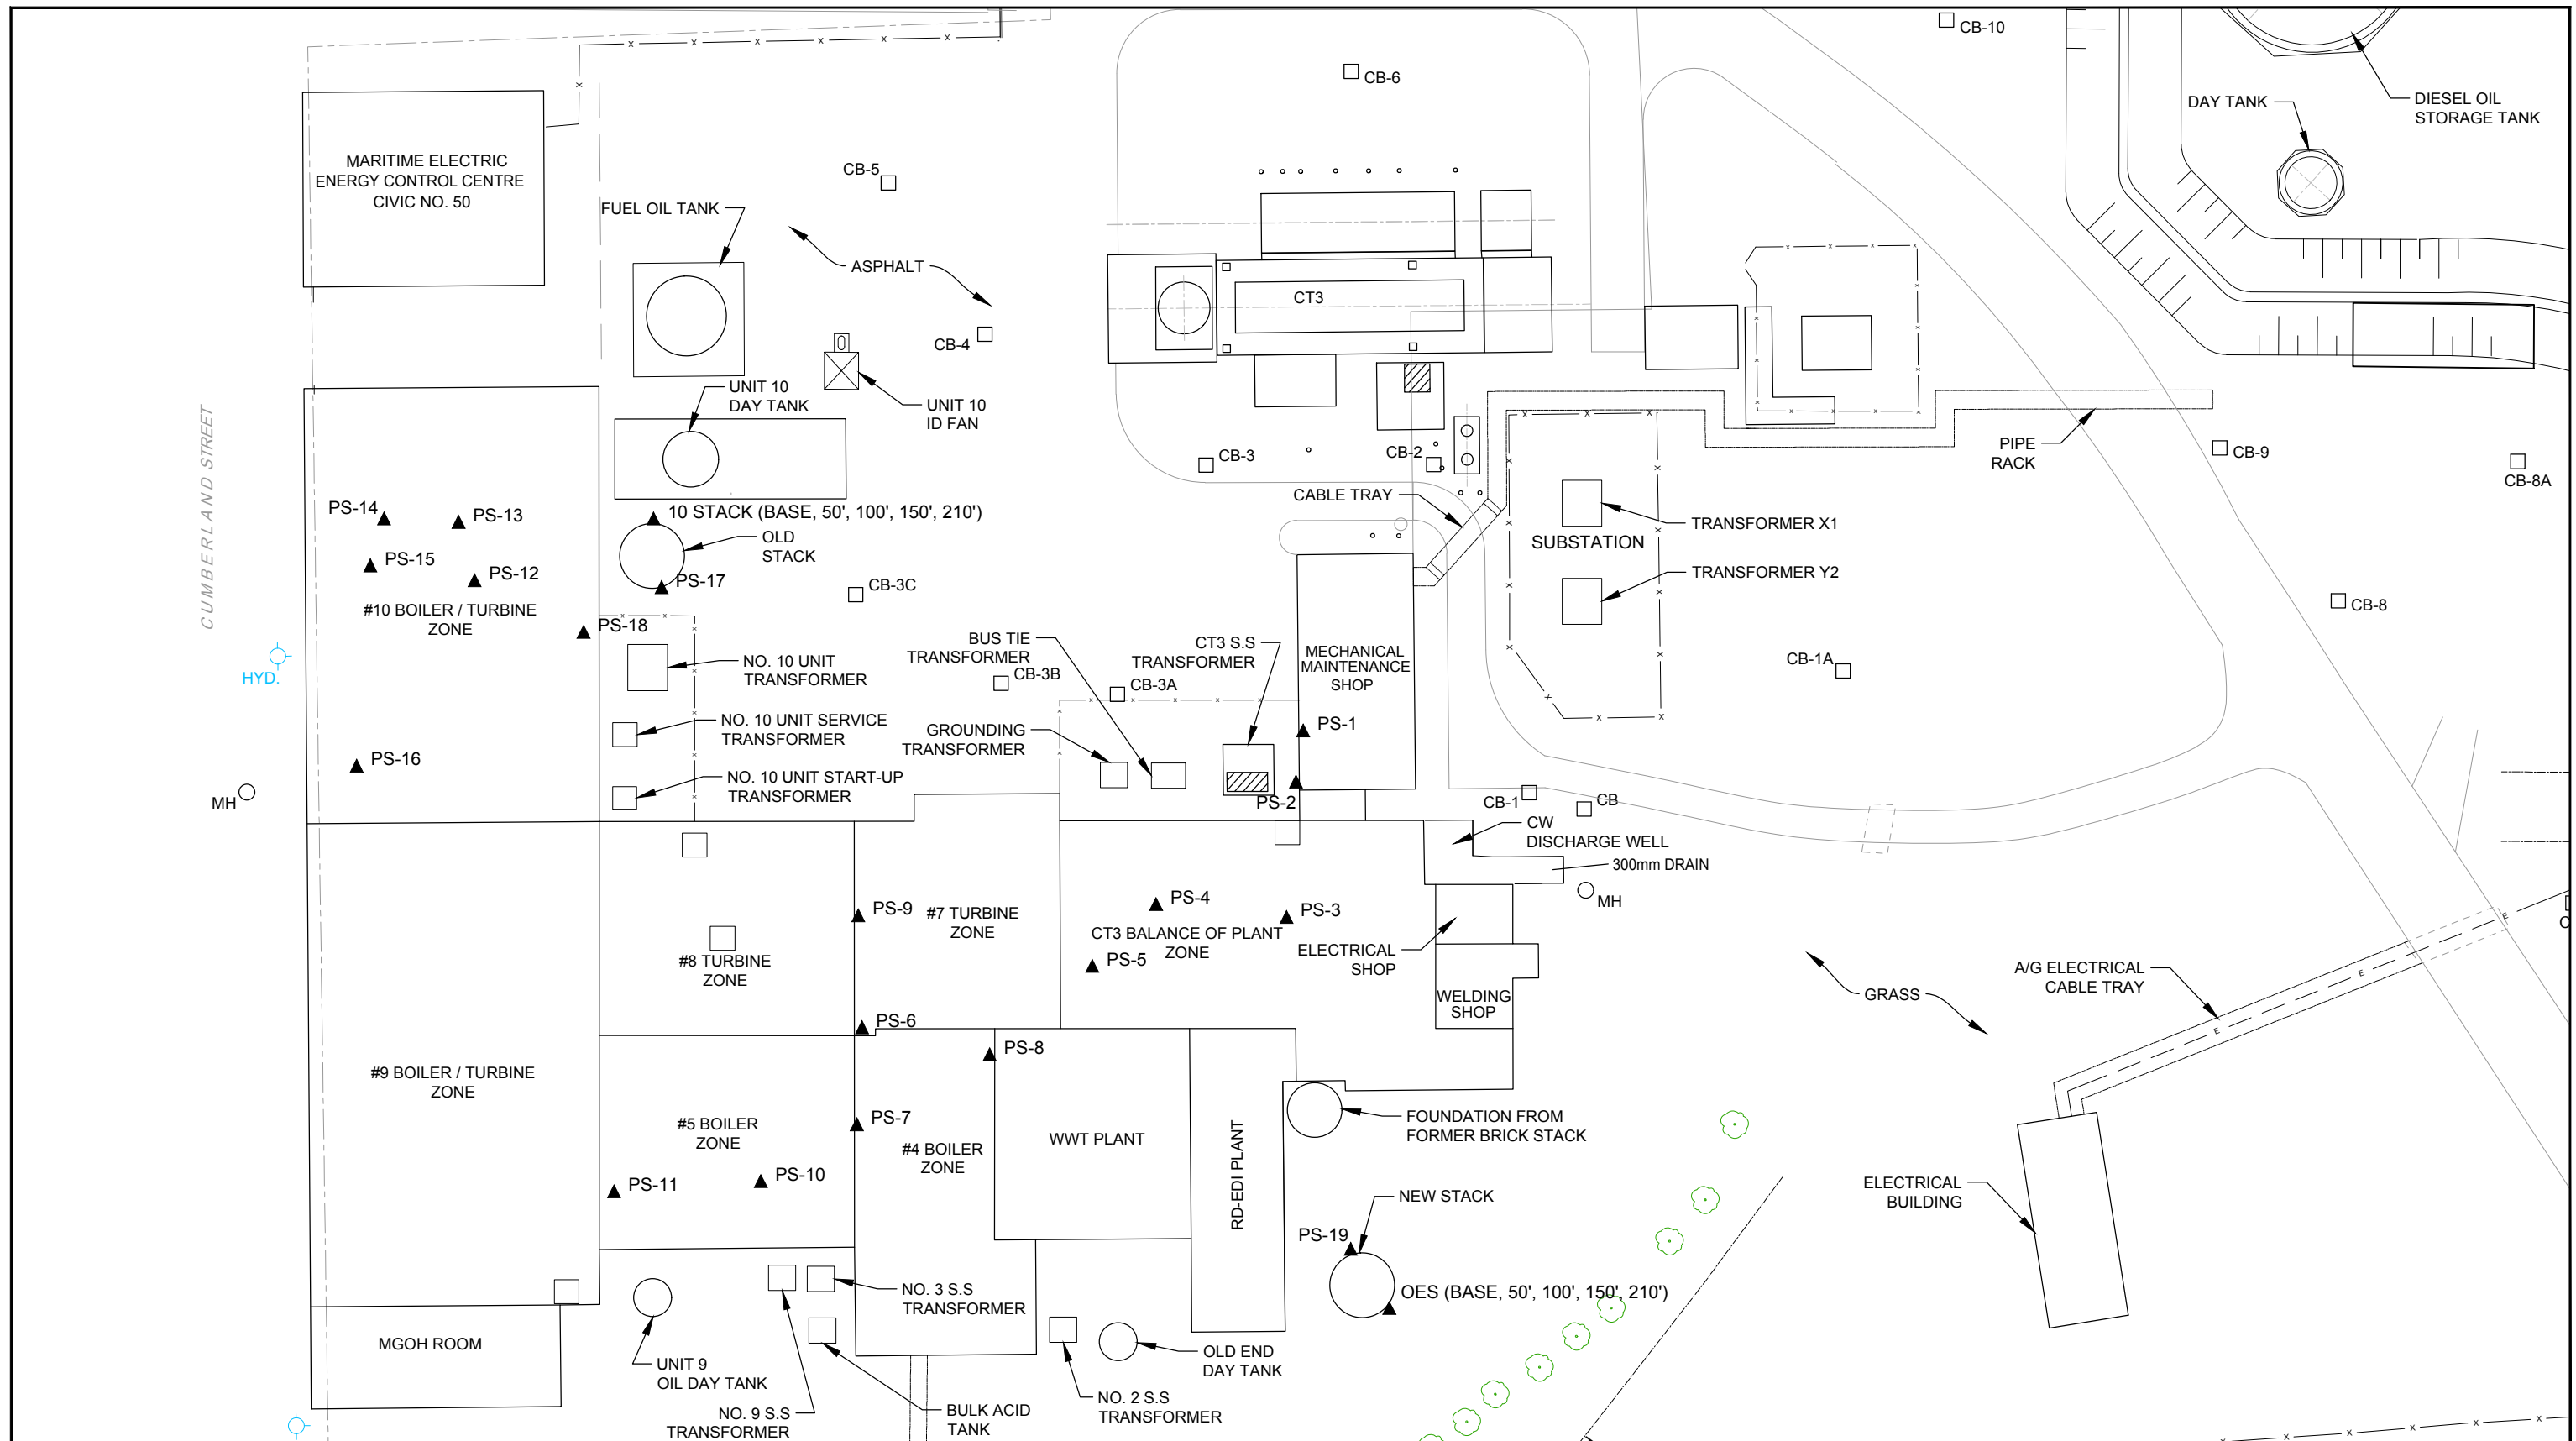 CB-10
CB-6
DAY TANK
DIESEL OIL
STORAGE TANK
MARITIME ELECTRIC
ENERGY CONTROL CENTRE
CIVIC NO. 50
CB-5
FUEL OIL TANK
ASPHALT
CT3
CB-4
UNIT 10
DAY TANK
UNIT 10
ID FAN
CUMBERLAND STREET
PIPE
RACK
CB-9
CB-8A
CB-3
CB-2
CABLE TRAY
PS-14
PS-13
10 STACK (BASE, 50', 100', 150', 210')
OLD
STACK
TRANSFORMER X1
SUBSTATION
PS-15
PS-12
PS-17
CB-3C
TRANSFORMER Y2
#10 BOILER / TURBINE
ZONE
PS-18
CB-8
BUS TIE
TRANSFORMER
CT3 S.S
TRANSFORMER
MECHANICAL
MAINTENANCE
SHOP
HYD.
NO. 10 UNIT
TRANSFORMER
CB-3B
CB-3A
CB-1A
NO. 10 UNIT SERVICE
TRANSFORMER
GROUNDING
TRANSFORMER
PS-1
PS-16
NO. 10 UNIT START-UP
TRANSFORMER
MH
PS-2
CB-1
CB
CW
DISCHARGE WELL
300mm DRAIN
MH
PS-9
#7 TURBINE
ZONE
PS-4
PS-3
CT3 BALANCE OF PLANT
ZONE
PS-5
ELECTRICAL
SHOP
#8 TURBINE
ZONE
WELDING
SHOP
GRASS
A/G ELECTRICAL
CABLE TRAY
PS-6
PS-8
#9 BOILER / TURBINE
ZONE
PS-7
#5 BOILER
ZONE
#4 BOILER
ZONE
WWT PLANT
RD-EDI PLANT
FOUNDATION FROM
FORMER BRICK STACK
PS-11
PS-10
NEW STACK
ELECTRICAL
BUILDING
PS-19
OES (BASE, 50', 100', 150', 210')
NO. 3 S.S
TRANSFORMER
MGOH ROOM
UNIT 9
OIL DAY TANK
OLD END
DAY TANK
NO. 9 S.S
TRANSFORMER
BULK ACID
TANK
NO. 2 S.S
TRANSFORMER